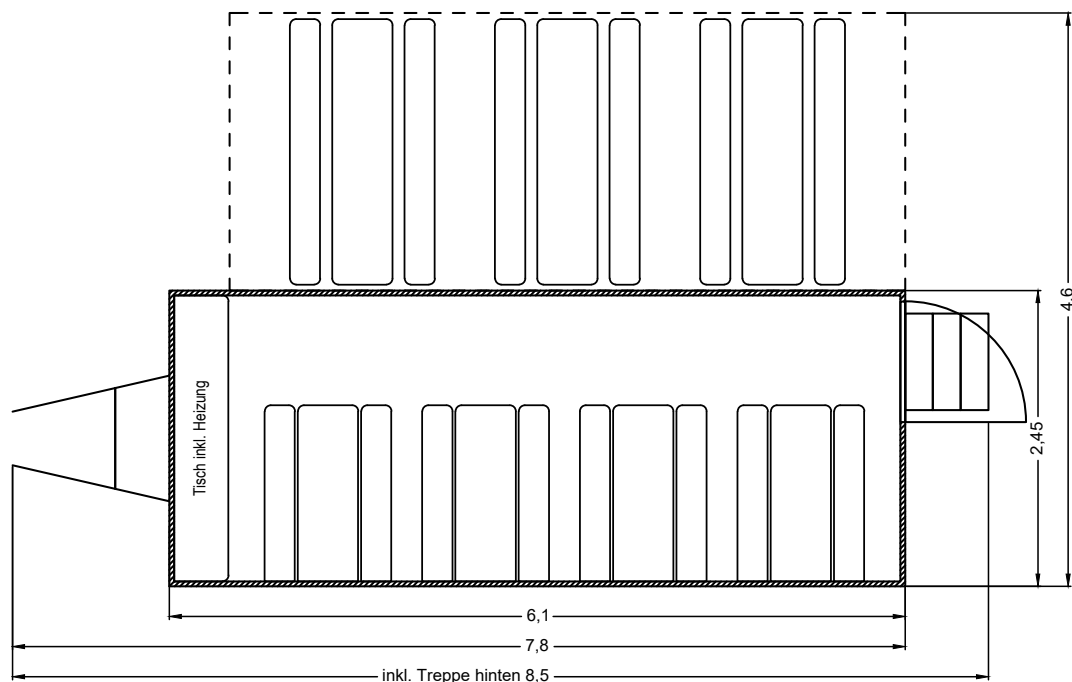 4,6
Tisch inkl. Heizung
2,45
6,1
7,8
inkl. Treppe hinten 8,5